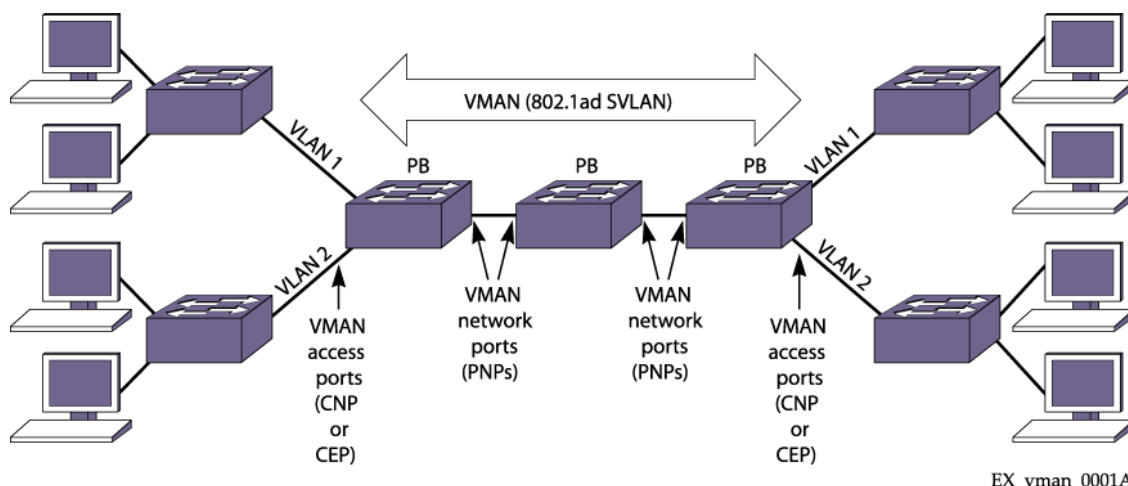 VMAN (802.1ad SVLAN)
VLAN 1
VLAN 1
PB
PB
PB
VLAN 2
VLAN 2
VMAN
access
ports
(CNP
or
CEP)
VMAN
network
ports
(PNPs)
VMAN
network
ports
(PNPs)
VMAN
access
ports
(CNP
or
CEP)
EX_vman_0001A